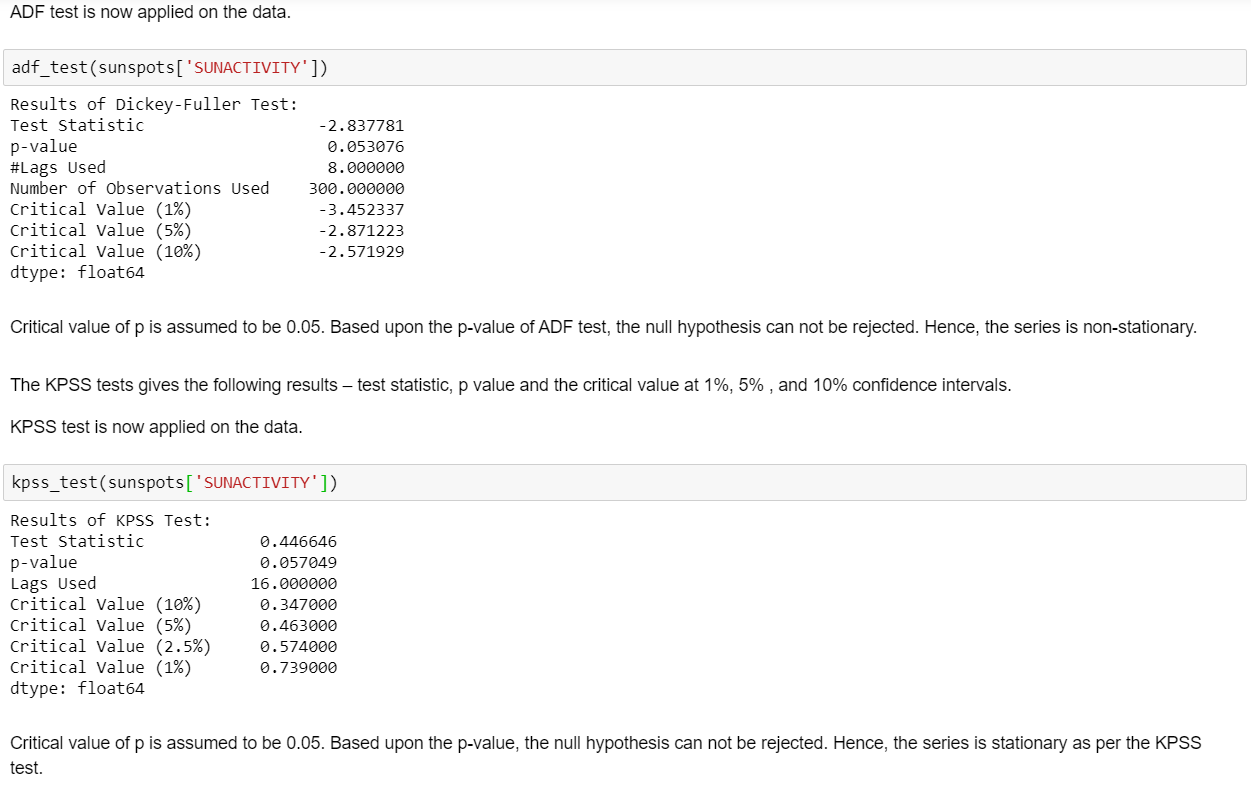 ADF test is now applied on the data.
adf_test(sunspots['SUNACTIVITY'])
Results of Dickey-Fuller Test:
Test Statistic -2.837781
p-value 0.053076
#Lags Used 8.000000
Number of Observations Used 300.000000
Critical Value (1%) -3.452337
Critical Value (5%) -2.871223
Critical Value (10%) -2.571929
dtype: float64
Critical value of p is assumed to be 0.05. Based upon the p-value of ADF test, the null hypothesis can not be rejected. Hence, the series is non-stationary.
The KPSS tests gives the following results – test statistic, p value and the critical value at 1%, 5% , and 10% confidence intervals.
KPSS test is now applied on the data.
kpss_test(sunspots['SUNACTIVITY'])
Results of KPSS Test:
Test Statistic 0.446646
p-value 0.057049
Lags Used 16.000000
Critical Value (10%) 0.347000
Critical Value (5%) 0.463000
Critical Value (2.5%) 0.574000
Critical Value (1%) 0.739000
dtype: float64
Critical value of p is assumed to be 0.05. Based upon the p-value, the null hypothesis can not be rejected. Hence, the series is stationary as per the KPSS
test.